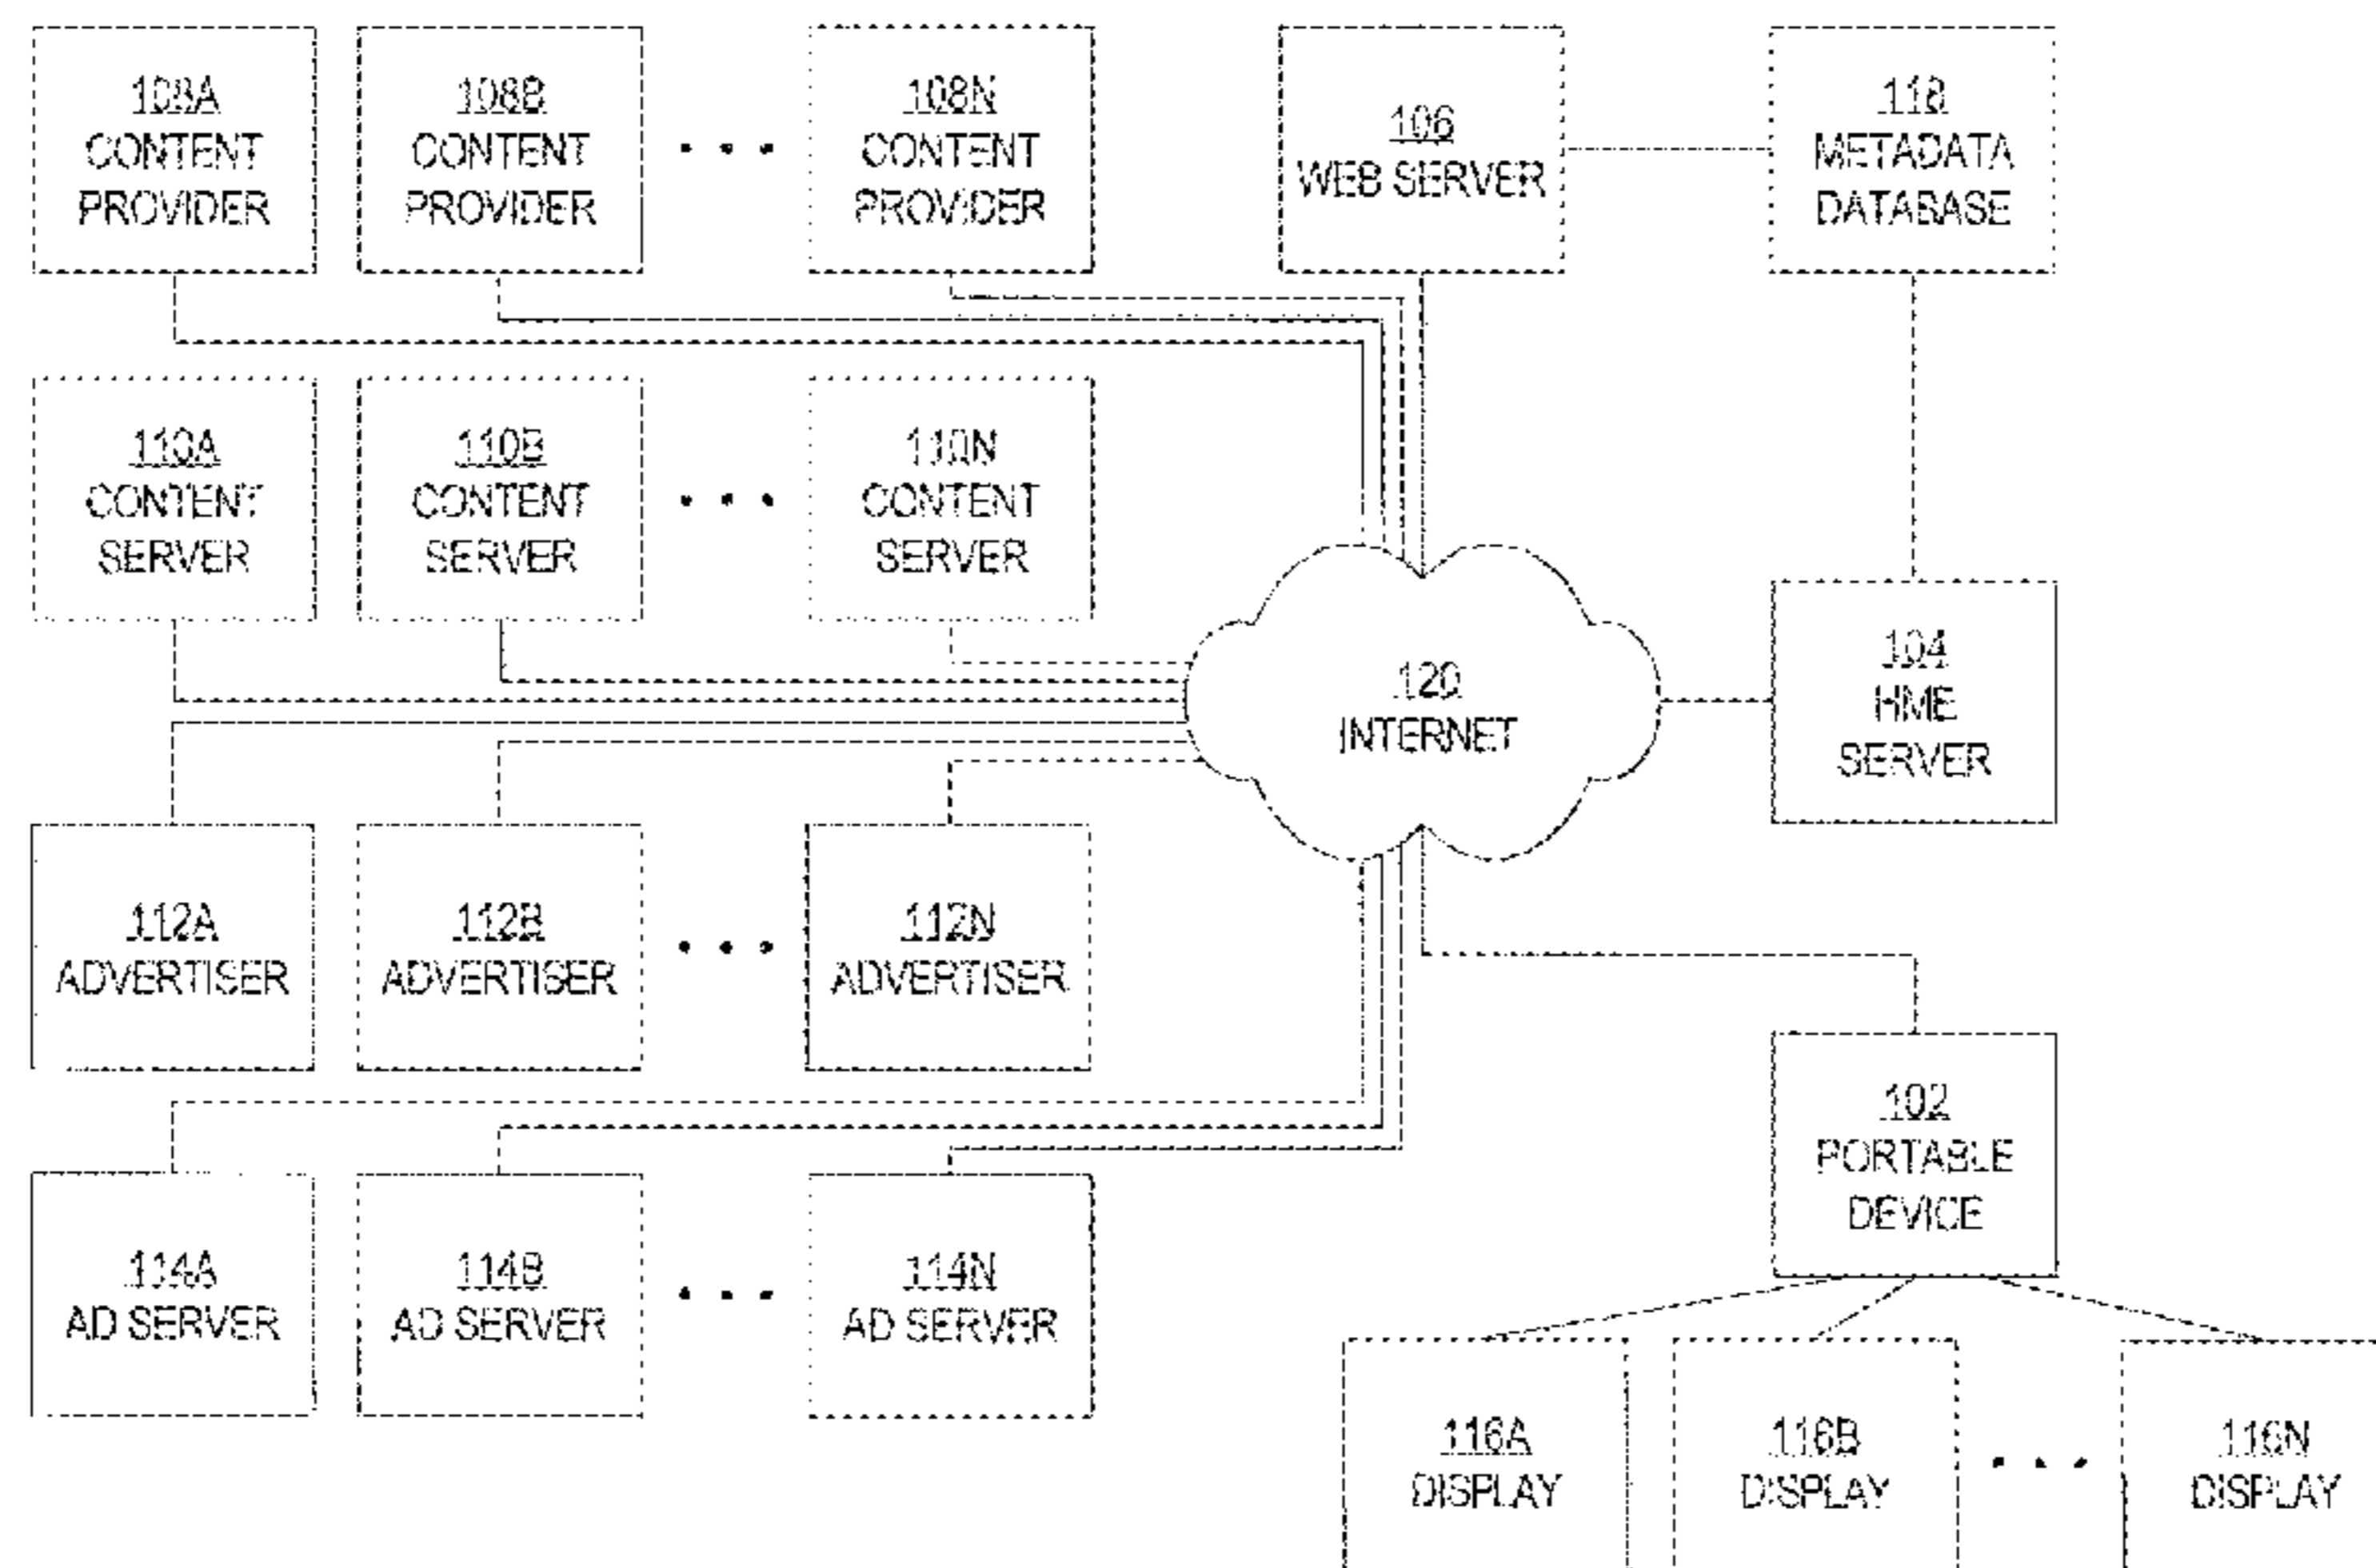 108A
CONTENT
PROVIDER
108B
CONTENT
PROVIDER
108N
CONTENT
PROVIDER
106
WEB SERVER
118
METADATA
DATABASE
110A
CONTENT
SERVER
110B
CONTENT
SERVER
110N
CONTENT
SERVER
120
INTERNET
104
HME
SERVER
112A
ADVERTISER
112B
ADVERTISER
112N
ADVERTISER
102
PORTABLE
DEVICE
114A
AD SERVER
114B
AD SERVER
114N
AD SERVER
116A
DISPLAY
116B
DISPLAY
116N
DISPLAY